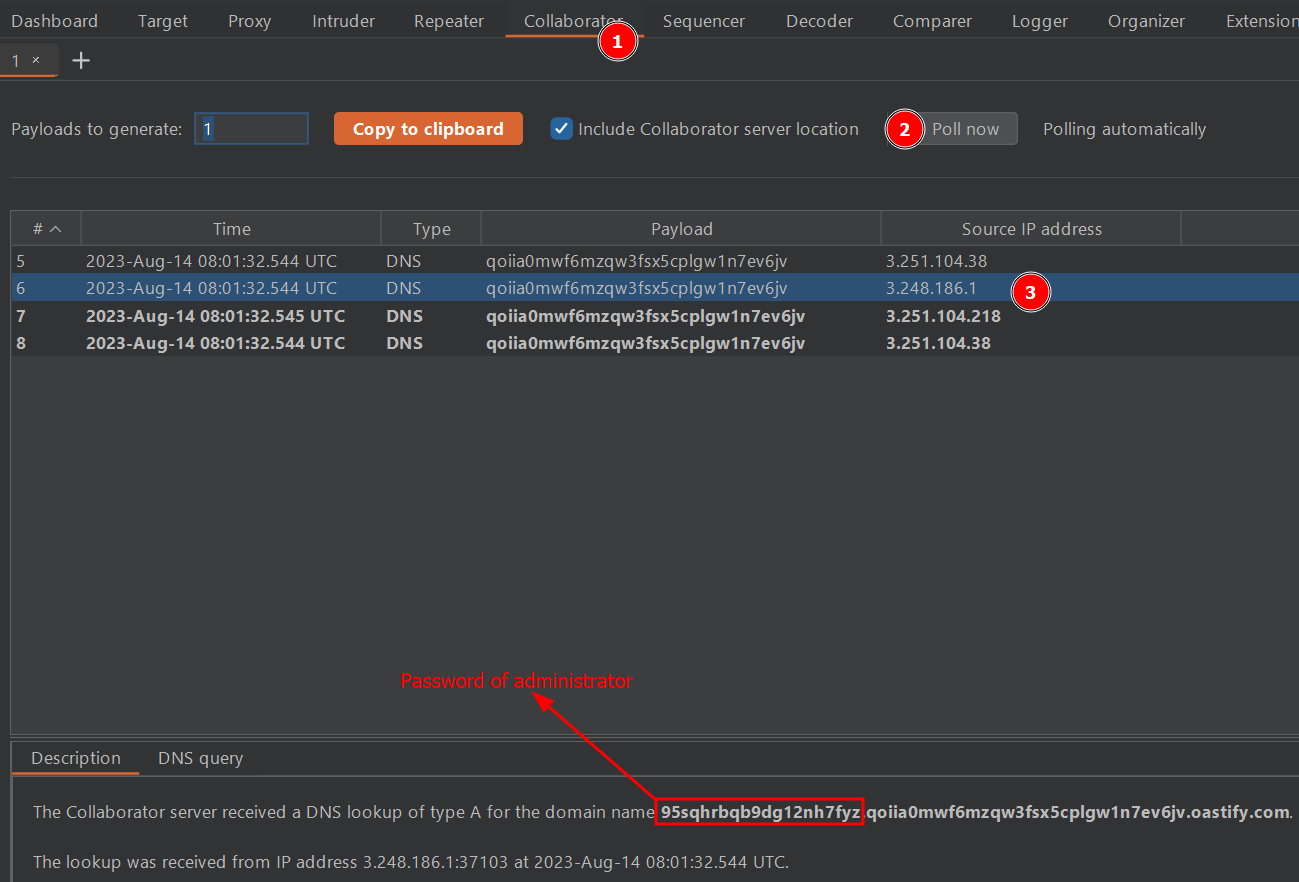 Dashboard Target Proxy Intruder Repeater Collaborator Sequencer Decoder Comparer Logger Organizer Extension
1
1 × +
Payloads to generate: 1 Copy to clipboard Include Collaborator server location 2 Poll now Polling automatically
# Time Type Payload Source IP address
5 2023-Aug-14 08:01:32.544 UTC DNS qoiia0mwf6mzqw3fsx5cplgw1n7ev6jv 3.251.104.38
6 2023-Aug-14 08:01:32.544 UTC DNS qoiia0mwf6mzqw3fsx5cplgw1n7ev6jv 3.248.186.1 3
7 2023-Aug-14 08:01:32.545 UTC DNS qoiia0mwf6mzqw3fsx5cplgw1n7ev6jv 3.251.104.218
8 2023-Aug-14 08:01:32.544 UTC DNS qoiia0mwf6mzqw3fsx5cplgw1n7ev6jv 3.251.104.38
Password of administrator
Description DNS query
The Collaborator server received a DNS lookup of type A for the domain name 95sqhrbqb9dg12nh7fyz.qoiia0mwf6mzqw3fsx5cplgw1n7ev6jv.oastify.com.
The lookup was received from IP address 3.248.186.1:37103 at 2023-Aug-14 08:01:32.544 UTC.